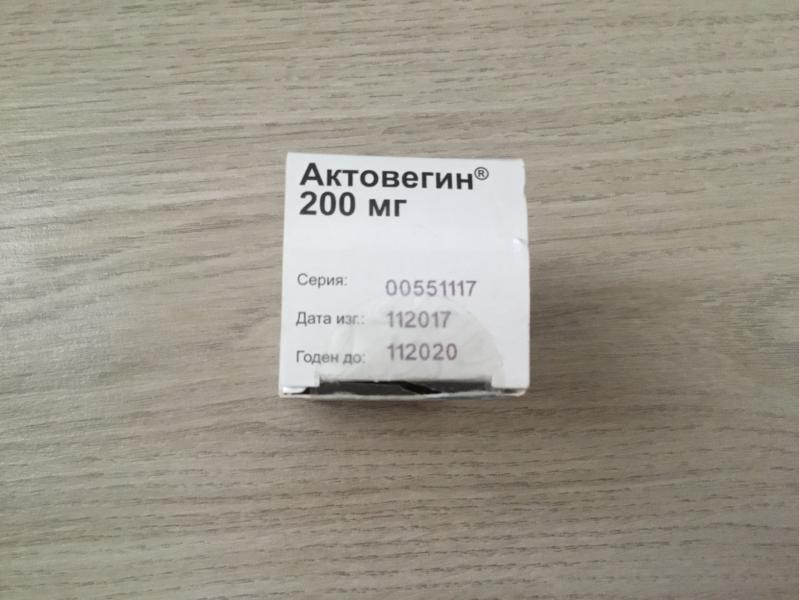 Актовегин®
200 мг
Серия: 00551117
Дата изг.: 112017
Годен до: 112020